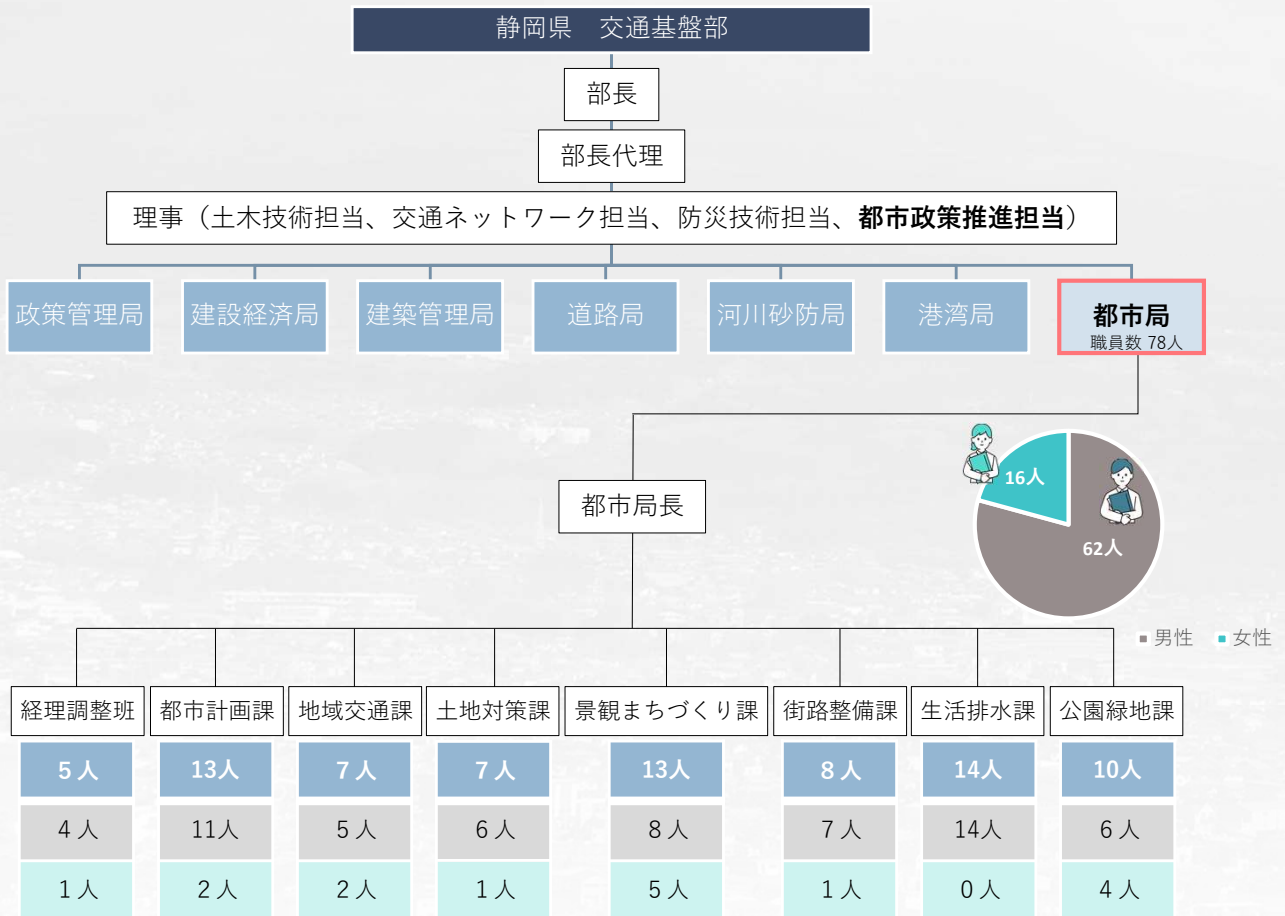 静岡県　交通基盤部
部長
部長代理
理事（土木技術担当、交通ネットワーク担当、防災技術担当、都市政策推進担当）
政策管理局
建設経済局
建築管理局
道路局
河川砂防局
港湾局
都市局
職員数 78人
16人
62人
都市局長
男性
女性
経理調整班
都市計画課
地域交通課
土地対策課
景観まちづくり課
街路整備課
生活排水課
公園緑地課
5人
13人
7人
7人
13人
8人
14人
10人
4人
11人
5人
6人
8人
7人
14人
6人
1人
2人
2人
1人
5人
1人
0人
4人